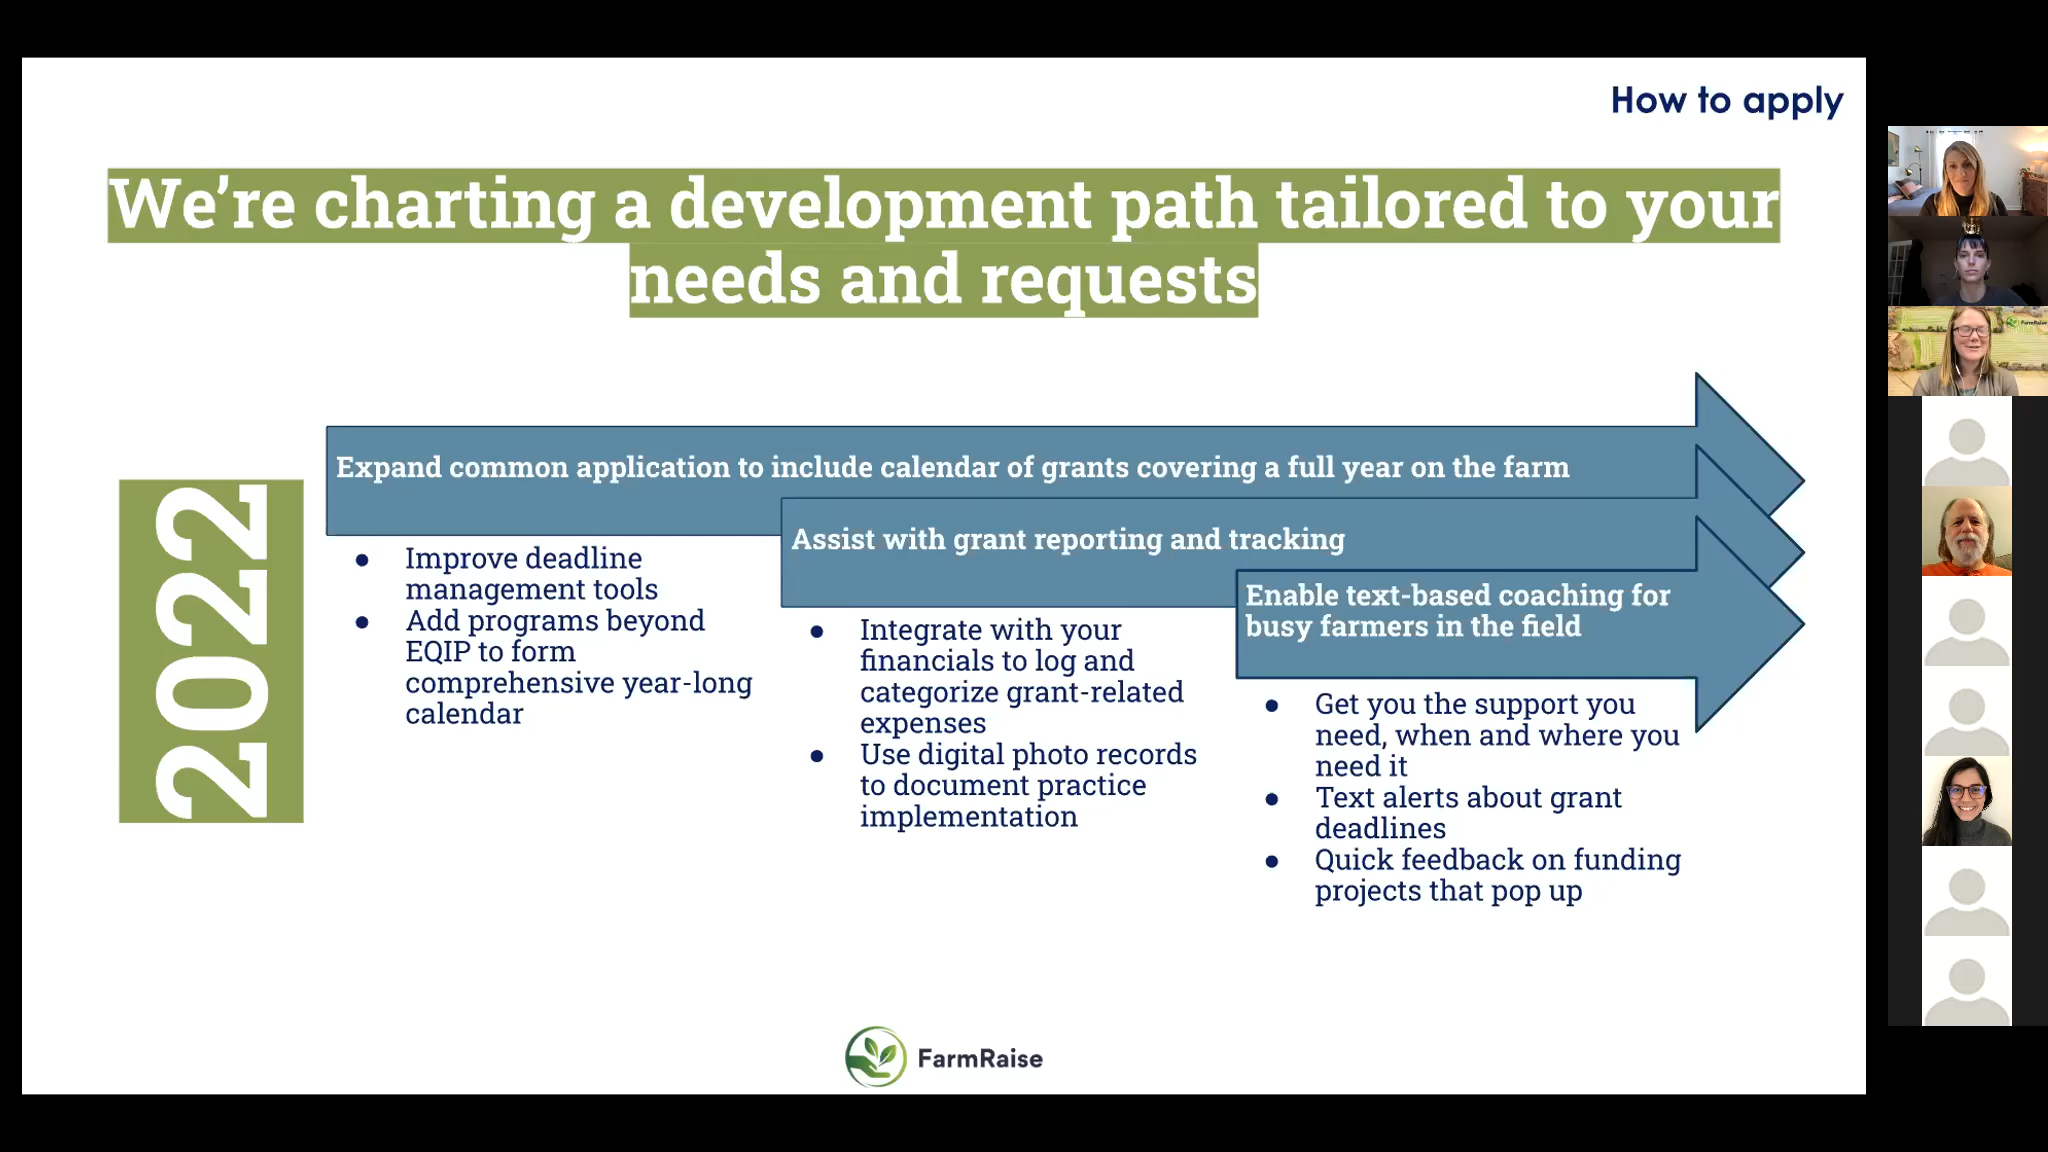 How to apply
We're charting a development path tailored to your
needs and requests
2022
Expand common application to include calendar of grants covering a full year on the farm
● Improve deadline
management tools
● Add programs beyond
EQIP to form
comprehensive year-long
calendar
Assist with grant reporting and tracking
● Integrate with your
financials to log and
categorize grant-related
expenses
● Use digital photo records
to document practice
implementation
Enable text-based coaching for
busy farmers in the field
● Get you the support you
need, when and where you
need it
● Text alerts about grant
deadlines
● Quick feedback on funding
projects that pop up
FarmRaise
FarmRaise